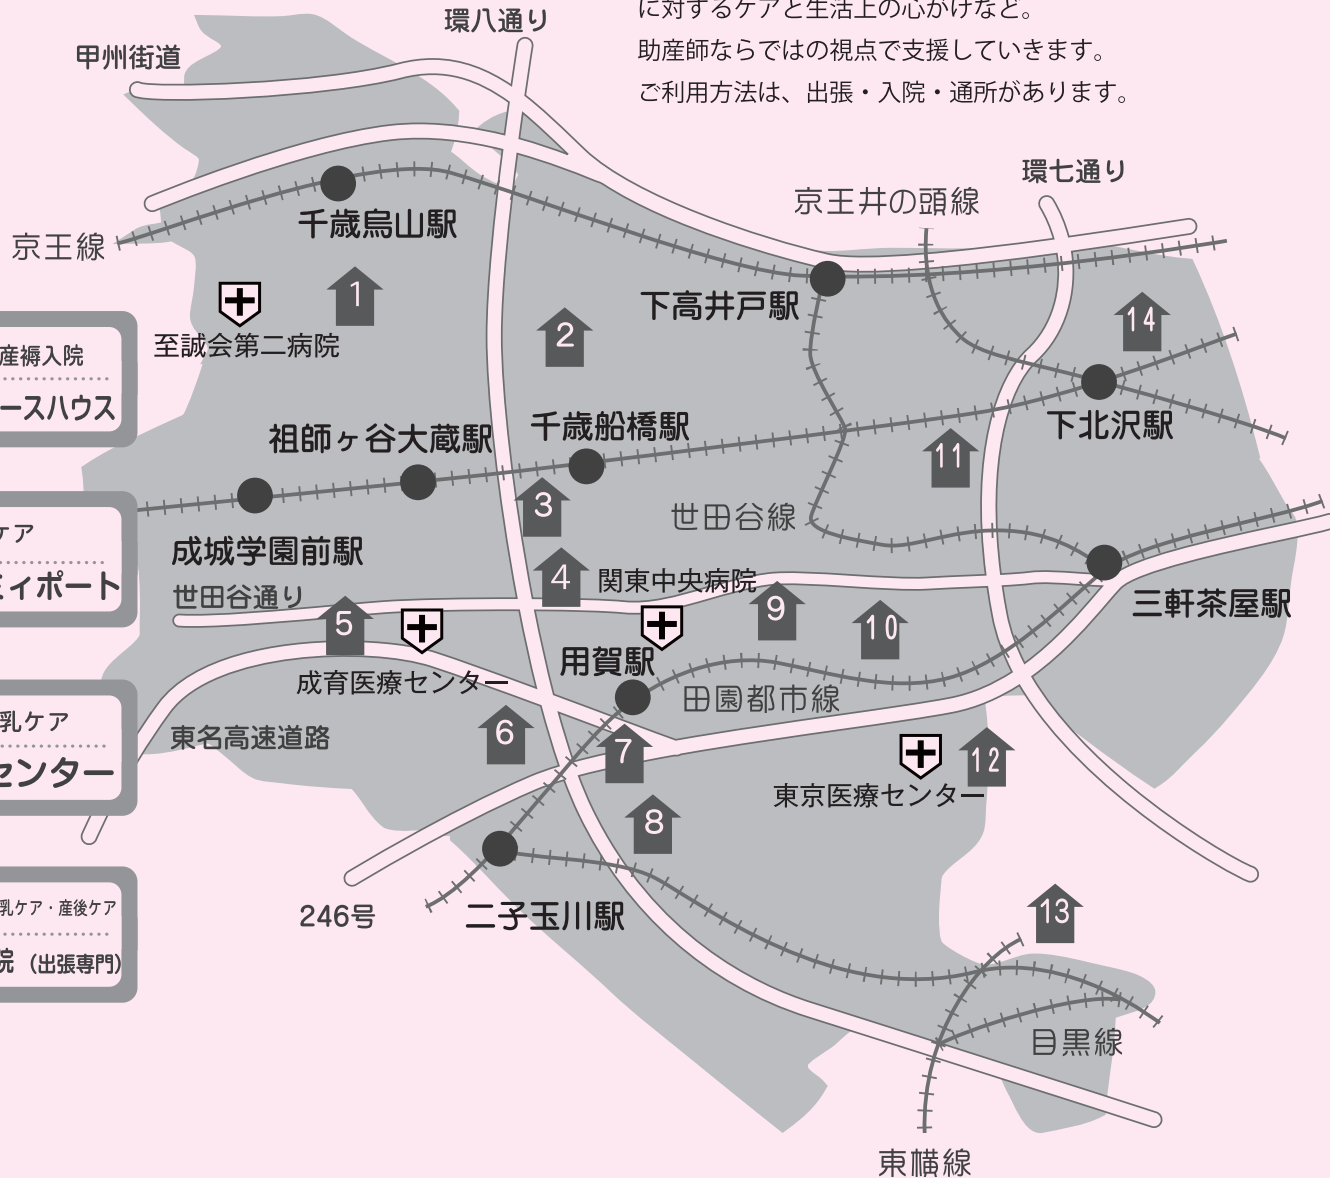 に対するケアと生活上の心がけなど。
助産師ならではの視点で支援していきます。
ご利用方法は、出張・入院・通所があります。
環八通り
甲州街道
環七通り
京王井の頭線
千歳烏山駅
京王線
1
下高井戸駅
14
至誠会第二病院
2
産褥入院
ースハウス
千歳船橋駅
下北沢駅
祖師ヶ谷大蔵駅
11
3
世田谷線
ケア
成城学園前駅
ミィポート
4
関東中央病院
世田谷通り
9
三軒茶屋駅
5
10
用賀駅
成育医療センター
田園都市線
乳ケア
東名高速道路
6
7
12
センター
東京医療センター
8
乳ケア・産後ケア
246号
二子玉川駅
13
院（出張専門）
目黒線
東横線